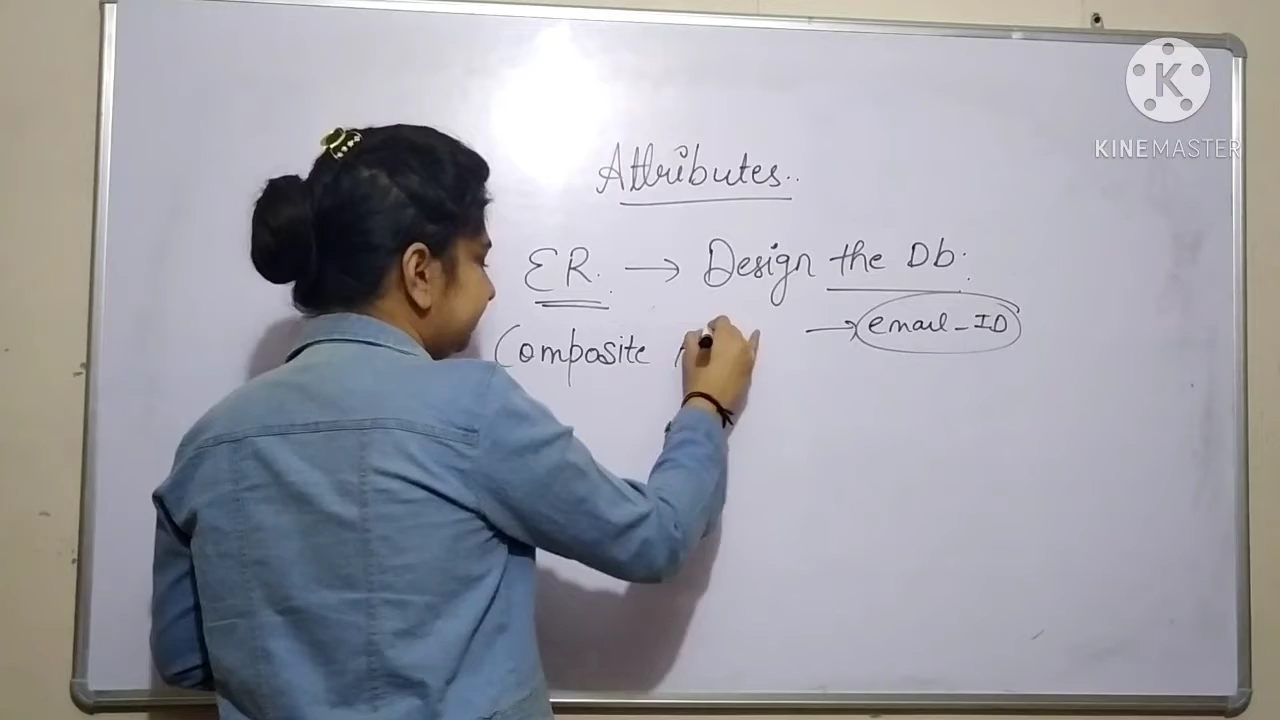 Attributes..
ER. → Design the Db.
→ email_ID
Composite
K
KINEMASTER